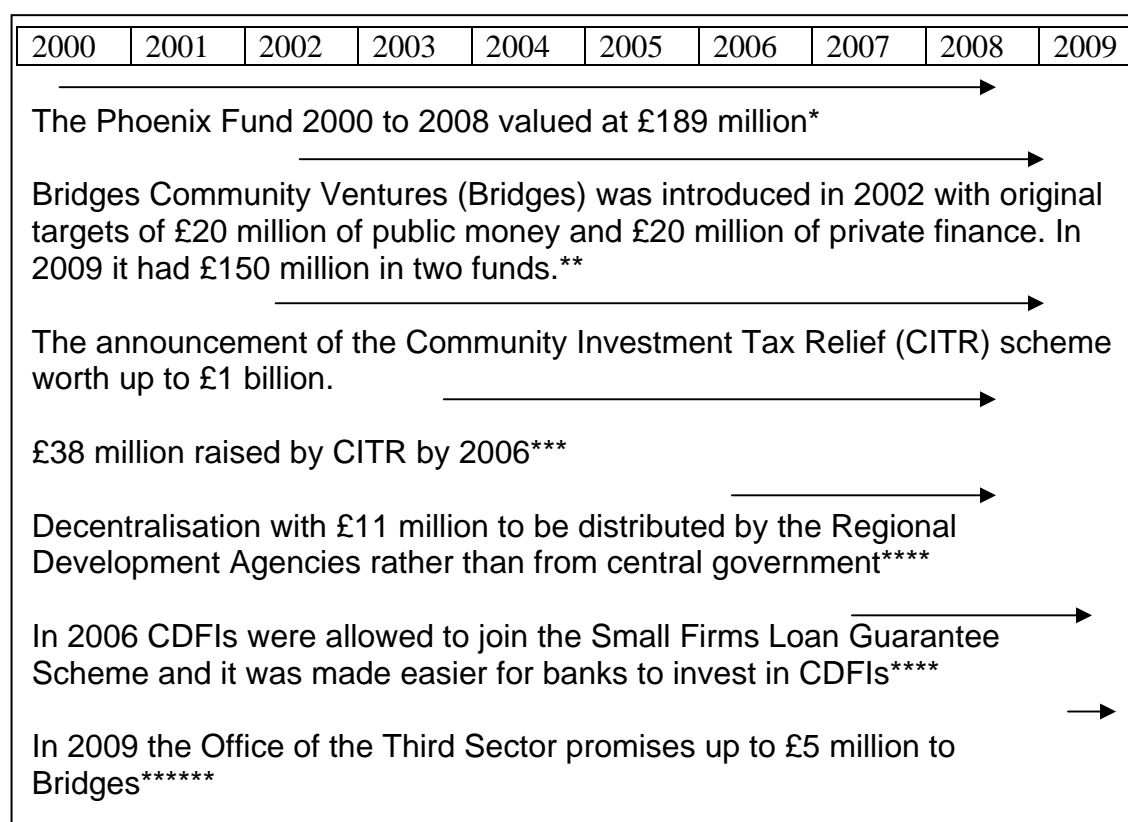 2000 2001 2002 2003 2004 2005 2006 2007 2008 2009
The Phoenix Fund 2000 to 2008 valued at £189 million*
Bridges Community Ventures (Bridges) was introduced in 2002 with original
targets of £20 million of public money and £20 million of private finance. In
2009 it had £150 million in two funds.**
The announcement of the Community Investment Tax Relief (CITR) scheme
worth up to £1 billion.
£38 million raised by CITR by 2006***
Decentralisation with £11 million to be distributed by the Regional
Development Agencies rather than from central government****
In 2006 CDFIs were allowed to join the Small Firms Loan Guarantee
Scheme and it was made easier for banks to invest in CDFIs****
In 2009 the Office of the Third Sector promises up to £5 million to
Bridges******